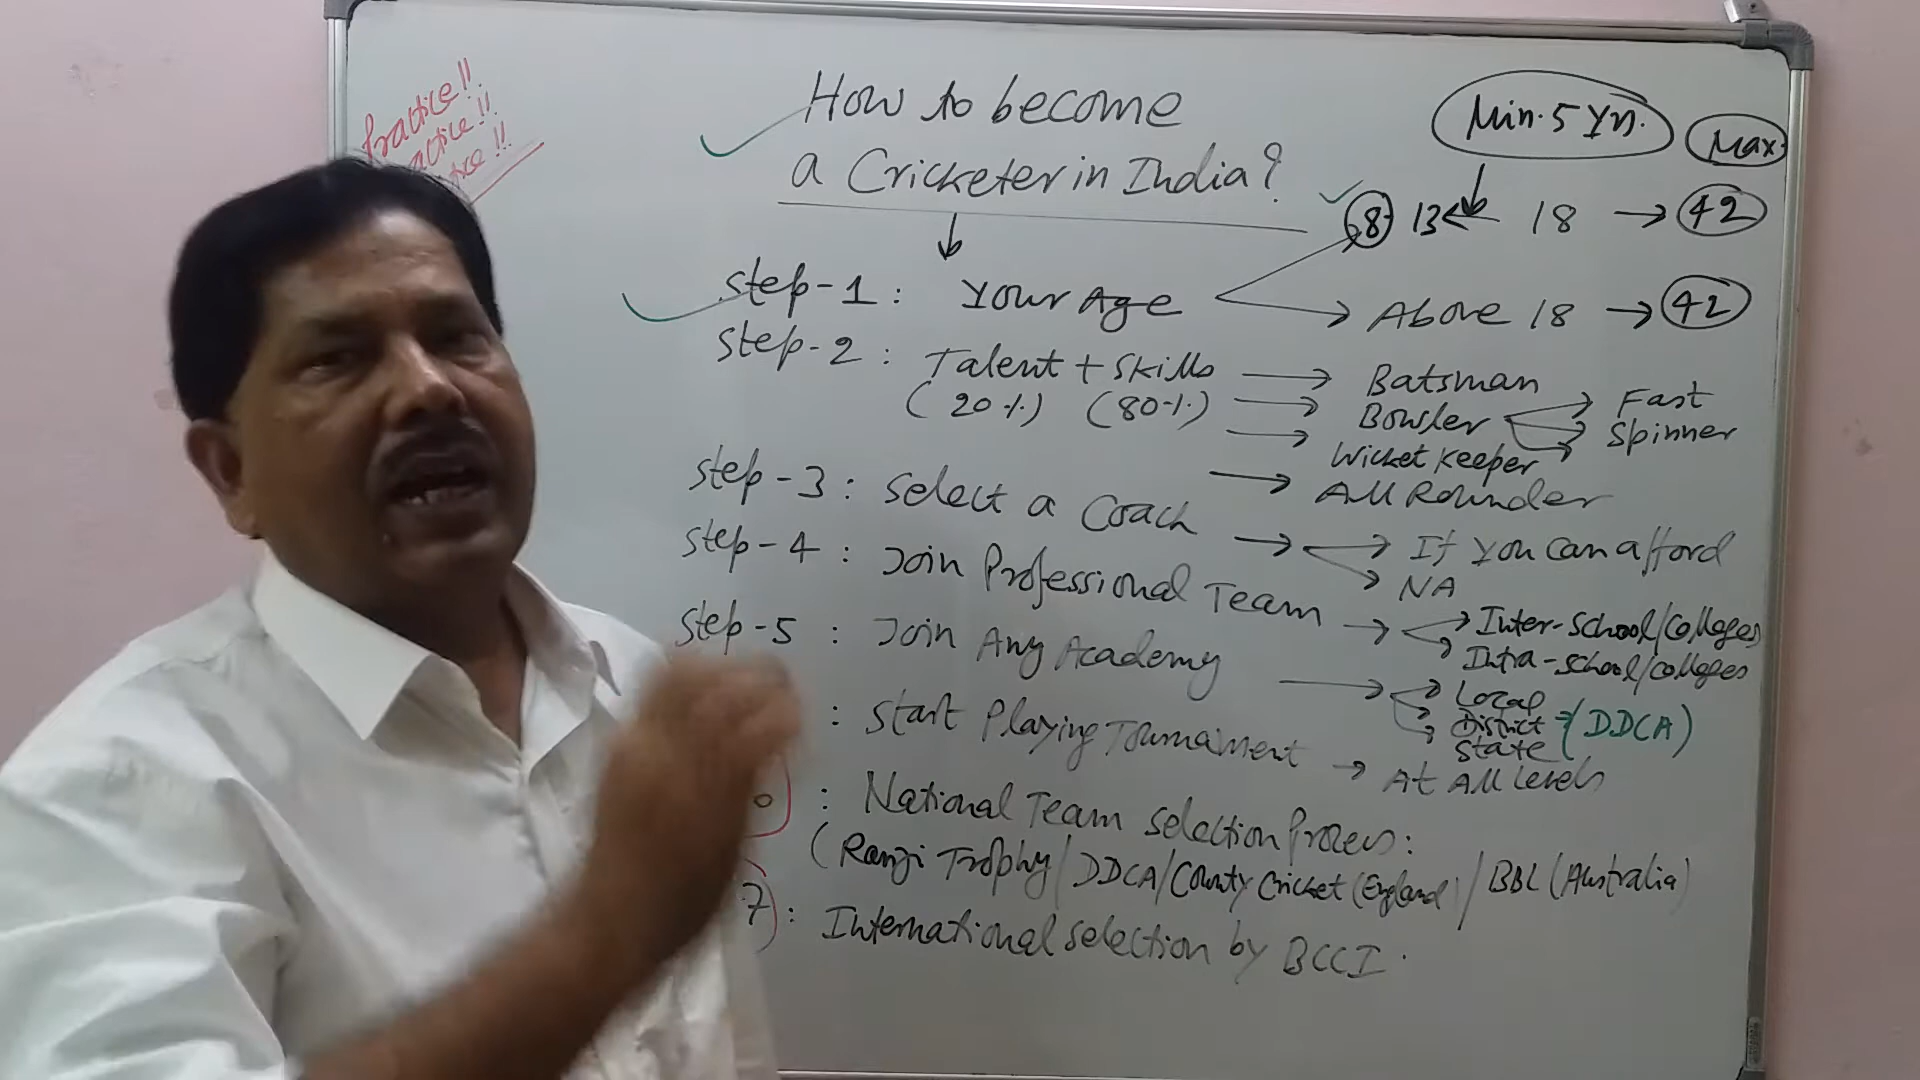 Practice!!
How to become
a Cricketer in India?
Min. 5 Yrs.
Max.
8 13 ← 18 → 42
Step-1 : Your Age
Above 18 → 42
Step-2 : Talent + Skills
(20%) (80%)
→ Batsman
→ Bowler
Fast
Spinner
→ Wicket Keeper
→ All Rounder
Step-3 : Select a Coach
→ If you can afford
NA
Step-4 : Join Professional Team
→ Inter-School/Colleges
Intra-School/Colleges
Step-5 : Join Any Academy
→ Local
District
State
(DDCA)
: Start Playing Tournament → At All Levels
: National Team Selection Process:
(Ranji Trophy/DDCA/County Cricket (England)/BBL (Australia)
7 : International Selection by BCCI.